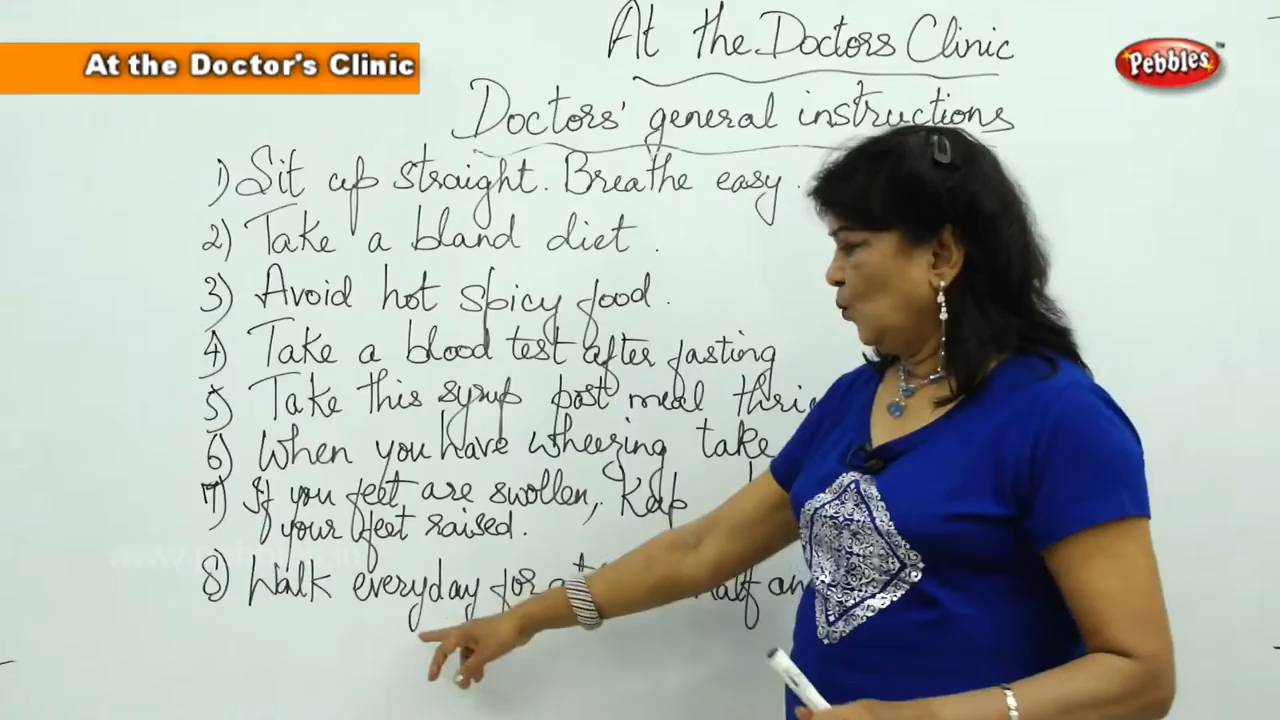 At the Doctors Clinic
At the Doctor's Clinic
Pebbles
TM
Doctors' general instructions
1) Sit up straight. Breathe easy.
2) Take a bland diet.
3) Avoid hot spicy food.
4) Take a blood test after fasting
5) Take this syrup post meal
6) When you have wheezing take
7) If you feet are swollen, Keep
your feet raised.
8) Walk everyday for half an